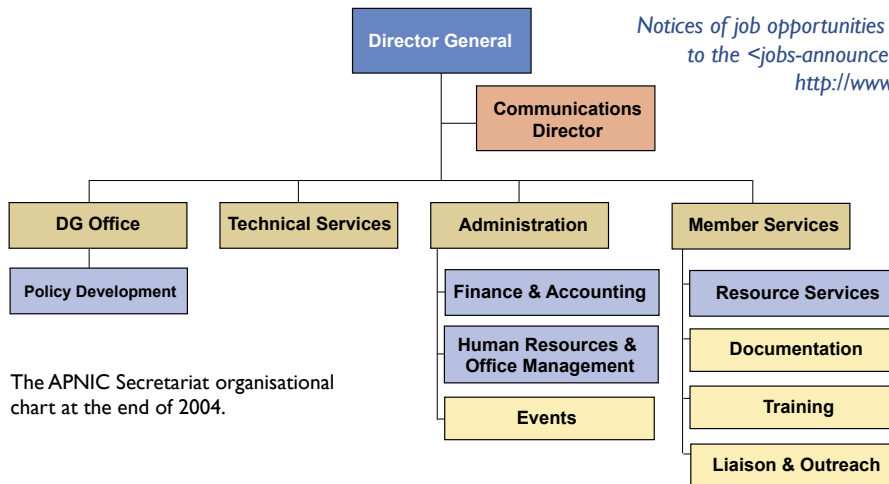 Director General
Notices of job opportunities
to the <jobs-announce
http://www
Communications
Director
DG Office
Technical Services
Administration
Member Services
Policy Development
Finance & Accounting
Resource Services
Human Resources &
Office Management
Documentation
The APNIC Secretariat organisational
chart at the end of 2004.
Events
Training
Liaison & Outreach